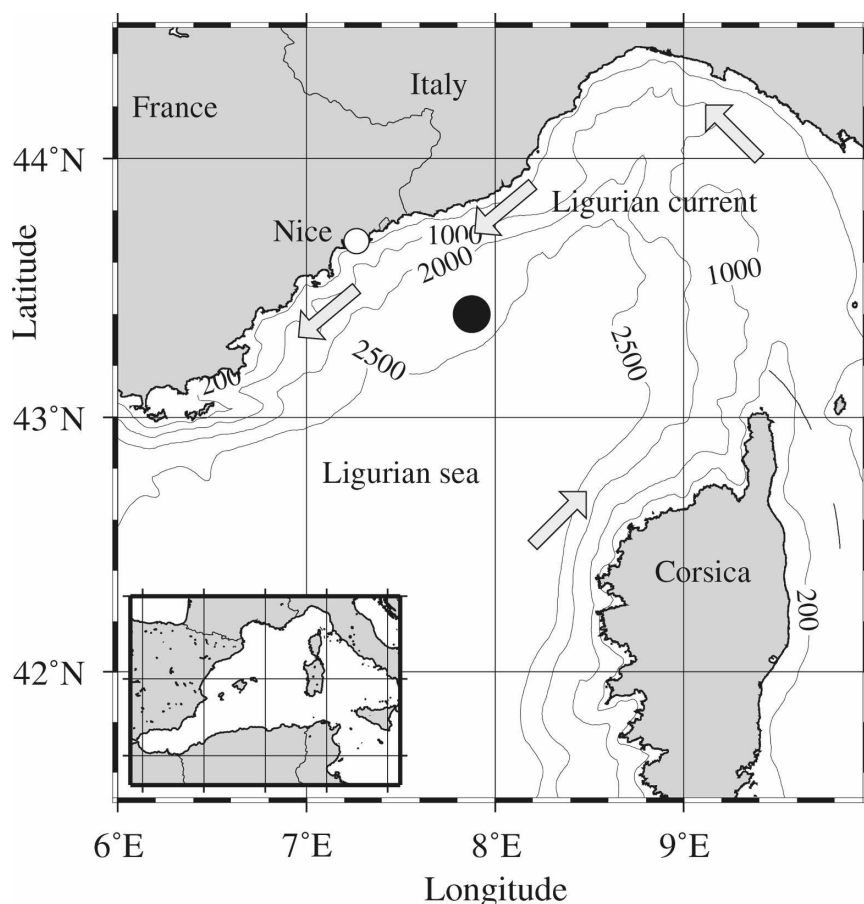 Italy
France
44°N
Ligurian current
Nice
1000
2000
1000
2500
2500
200
43°N
Ligurian sea
Corsica
200
42°N
6°E
7°E
8°E
9°E
Longitude
Latitude